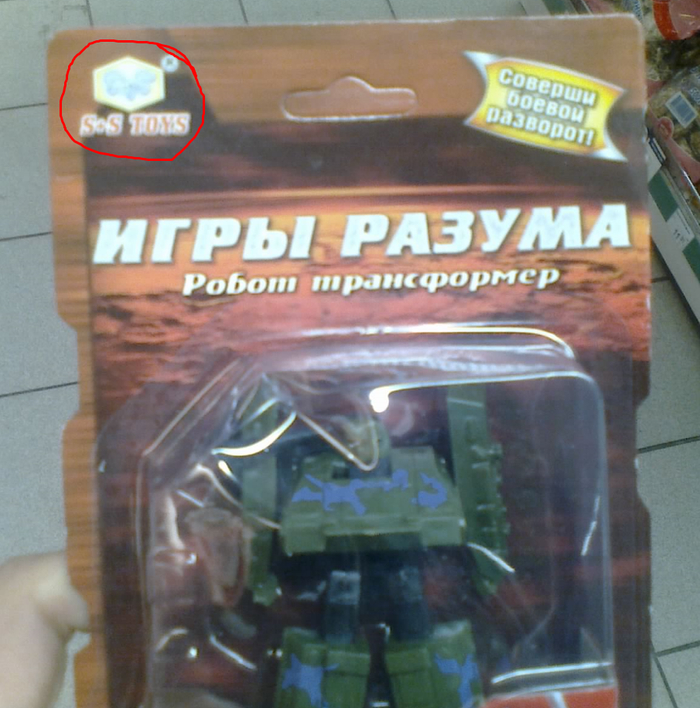 S+S TOYS
Соверши
боевой
разворот!
ИГРЫ РАЗУМА
Робот трансформер